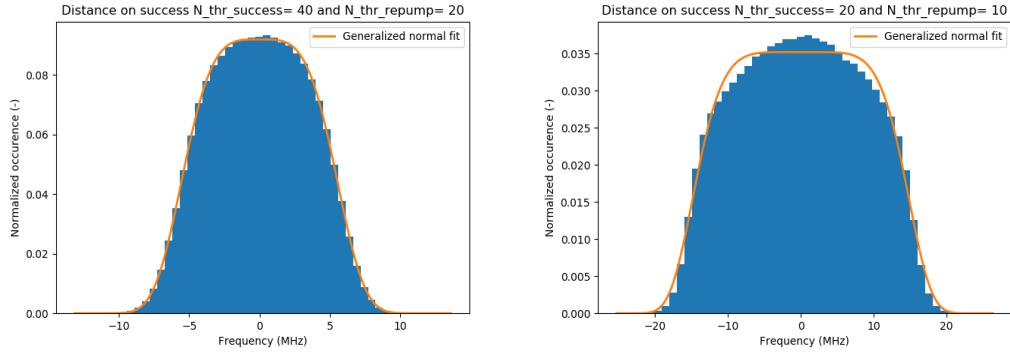 Distance on success N_thr_success= 40 and N_thr_repump= 20
Generalized normal fit
Normalized occurence (-)
0.08
0.06
0.04
0.02
0.00
−10
−5
0
5
10
Frequency (MHz)
Distance on success N_thr_success= 20 and N_thr_repump= 10
Generalized normal fit
Normalized occurence (-)
0.035
0.030
0.025
0.020
0.015
0.010
0.005
0.000
−20
−10
0
10
20
Frequency (MHz)